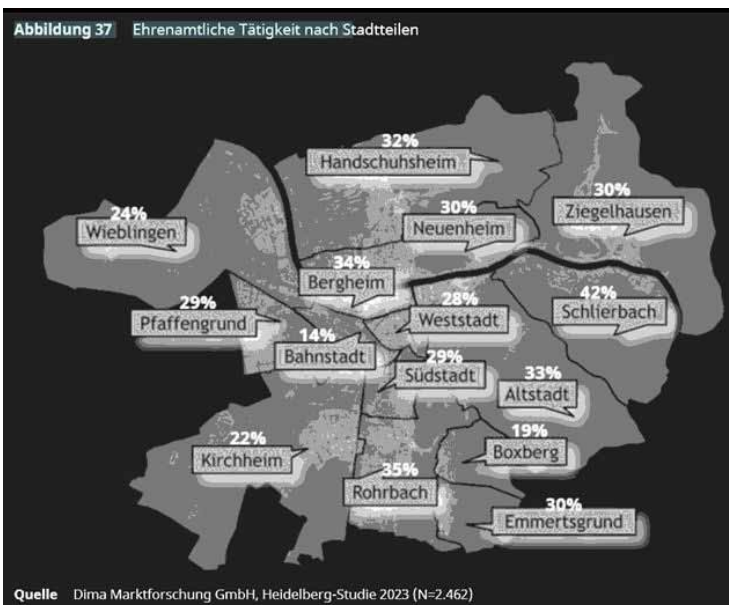 Abbildung 37 Ehrenamtliche Tätigkeit nach Stadtteilen
32%
Handschuhsheim
30%
Ziegelhausen
24%
Wieblingen
30%
Neuenheim
34%
Bergheim
42%
Schlierbach
29%
Pfaffengrund
28%
Weststadt
14%
Bahnstadt
29%
Südstadt
33%
Altstadt
22%
Kirchheim
19%
Boxberg
35%
Rohrbach
30%
Emmertsgrund
Quelle Dima Marktforschung GmbH, Heidelberg-Studie 2023 (N=2.462)